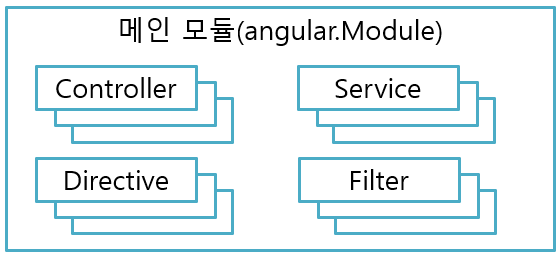 메인 모듈(angular.Module)
Controller
Service
Directive
Filter